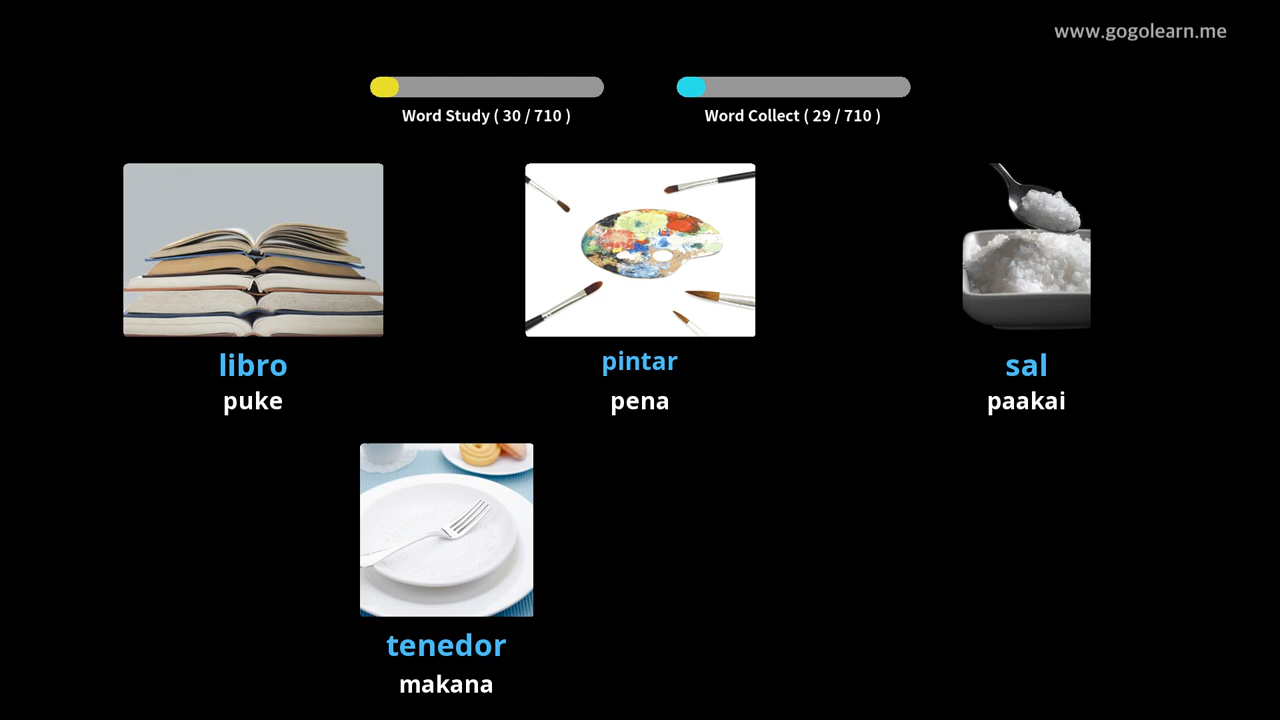 www.gogolearn.me
Word Study ( 30 / 710 )
Word Collect ( 29 / 710 )
libro
pintar
sal
puke
pena
paakai
tenedor
makana